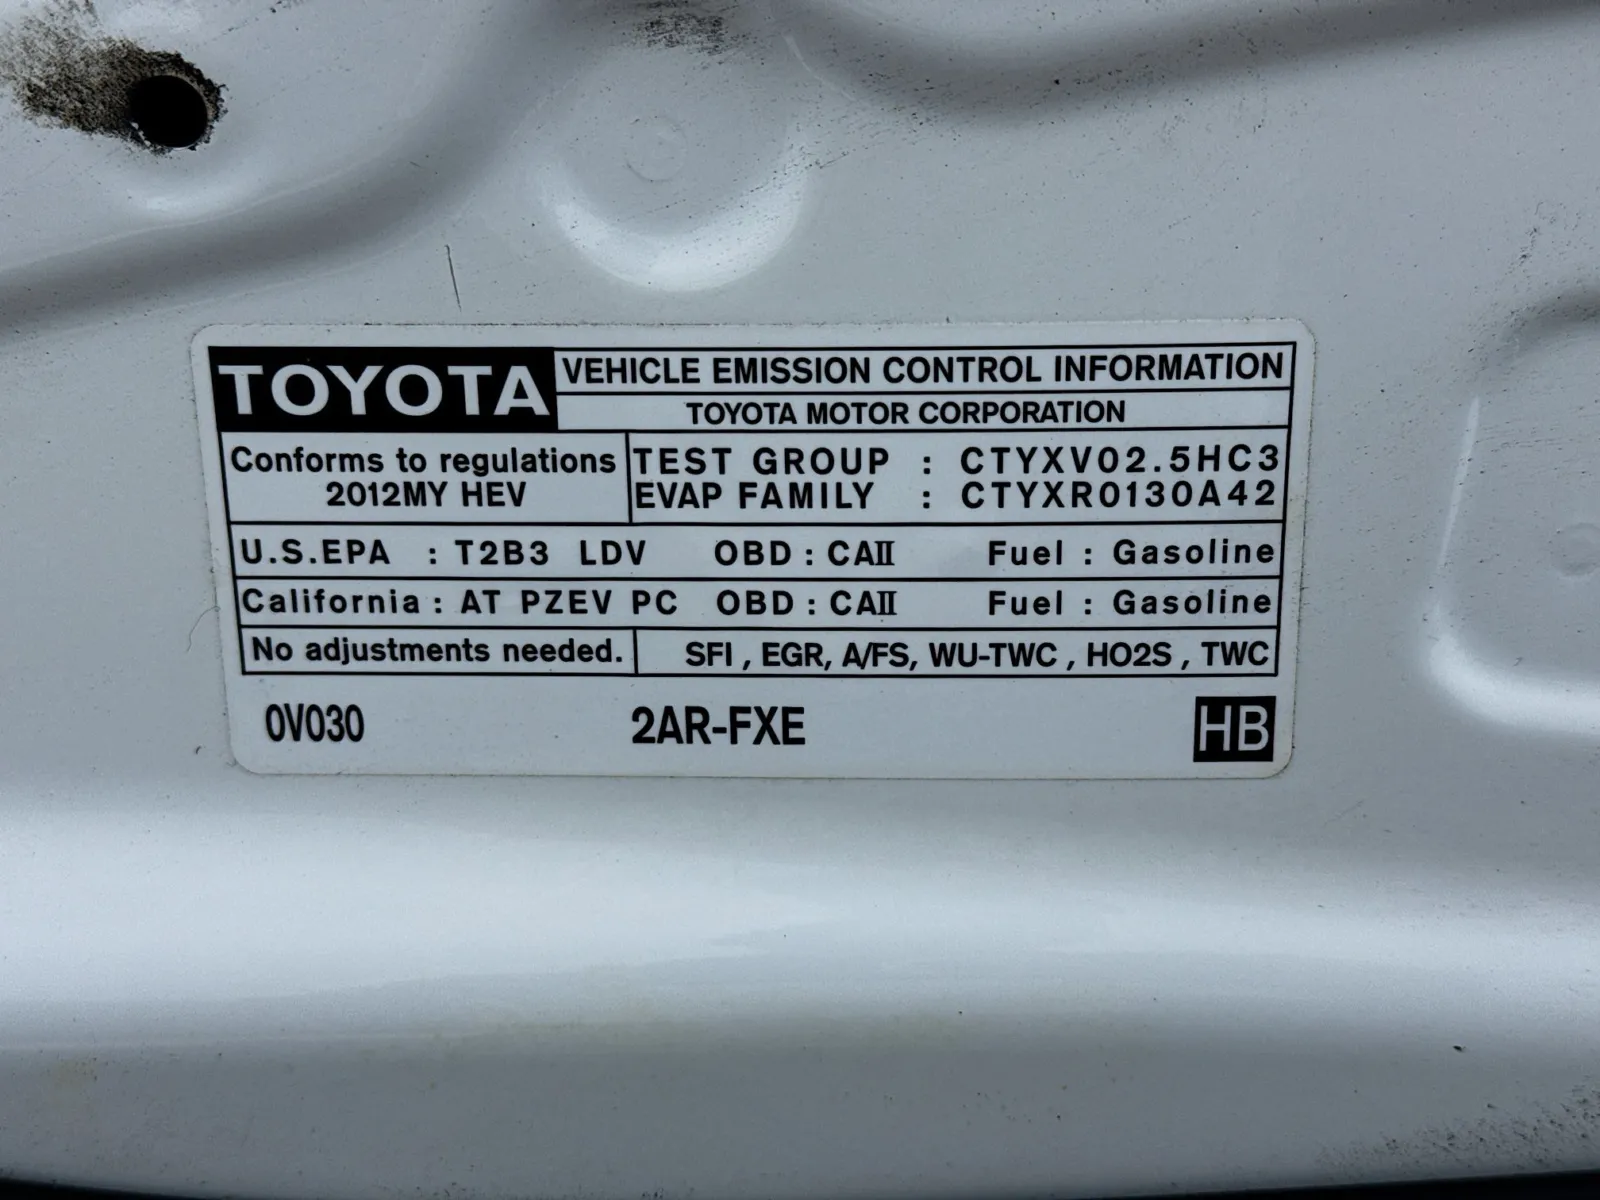 TOYOTA VEHICLE EMISSION CONTROL INFORMATION
TOYOTA MOTOR CORPORATION
Conforms to regulations
2012MY HEV
TEST GROUP : CTYXV02.5HC3
EVAP FAMILY : CTYXR0130A42
U.S.EPA : T2B3 LDV OBD : CAII Fuel : Gasoline
California : AT PZEV PC OBD : CAII Fuel : Gasoline
No adjustments needed. SFI , EGR, A/FS, WU-TWC , HO2S , TWC
0V030 2AR-FXE HB